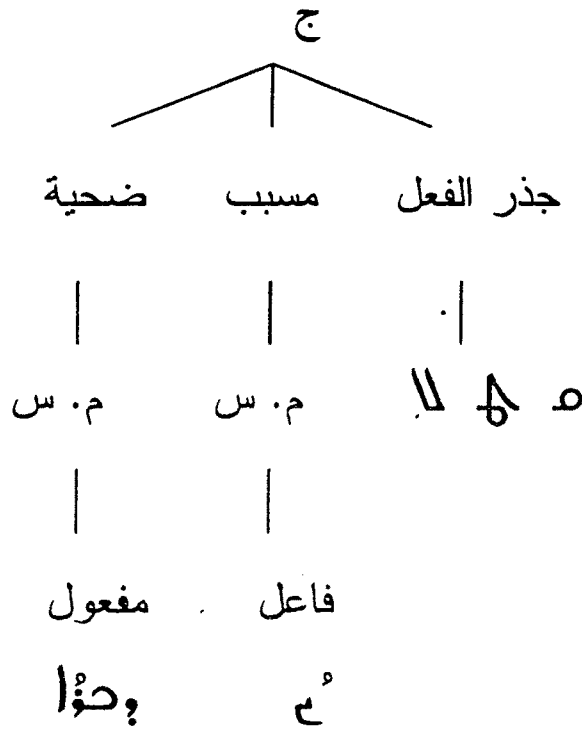 ج
جذر الفعل مسبب ضحية
ܩ ܛ ܠ م. س م. س
فاعل مفعول